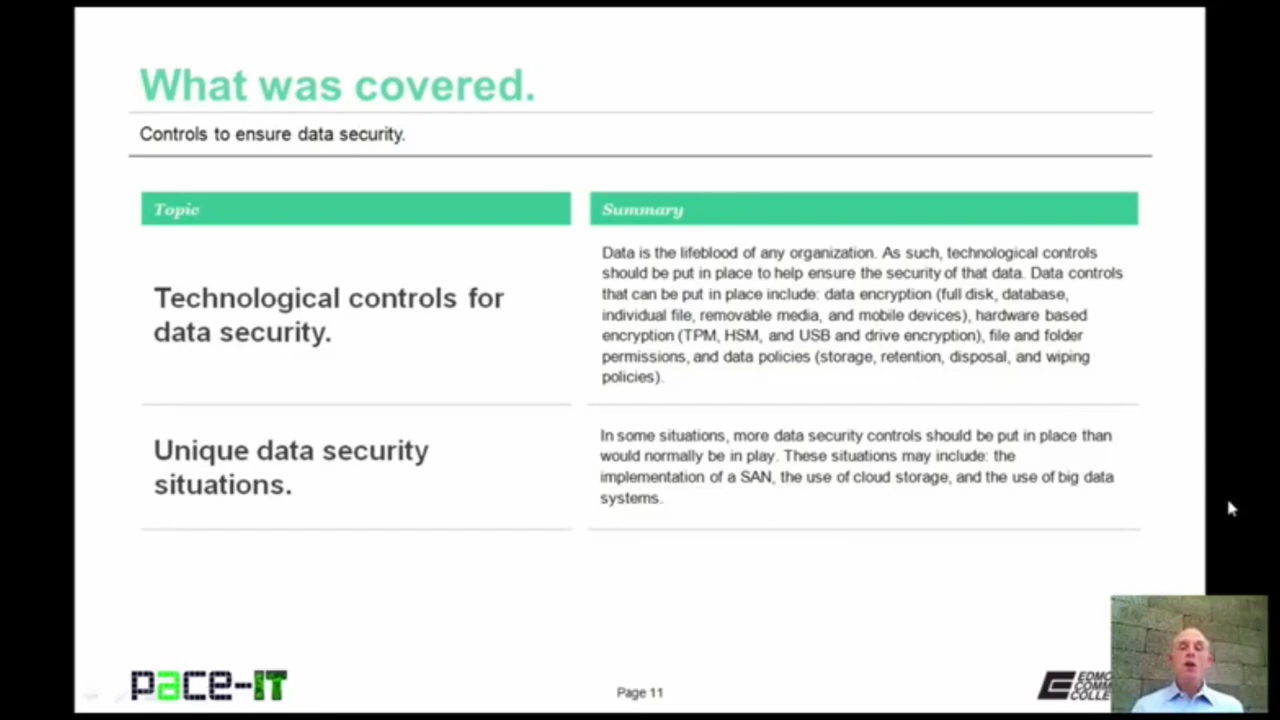 What was covered.
Controls to ensure data security.
Topic
Summary
Technological controls for
data security.
Data is the lifeblood of any organization. As such, technological controls
should be put in place to help ensure the security of that data. Data controls
that can be put in place include: data encryption (full disk, database,
individual file, removable media, and mobile devices), hardware based
encryption (TPM, HSM, and USB and drive encryption), file and folder
permissions, and data policies (storage, retention, disposal, and wiping
policies).
Unique data security
situations.
In some situations, more data security controls should be put in place than
would normally be in play. These situations may include: the
implementation of a SAN, the use of cloud storage, and the use of big data
systems.
pace-IT
Page 11